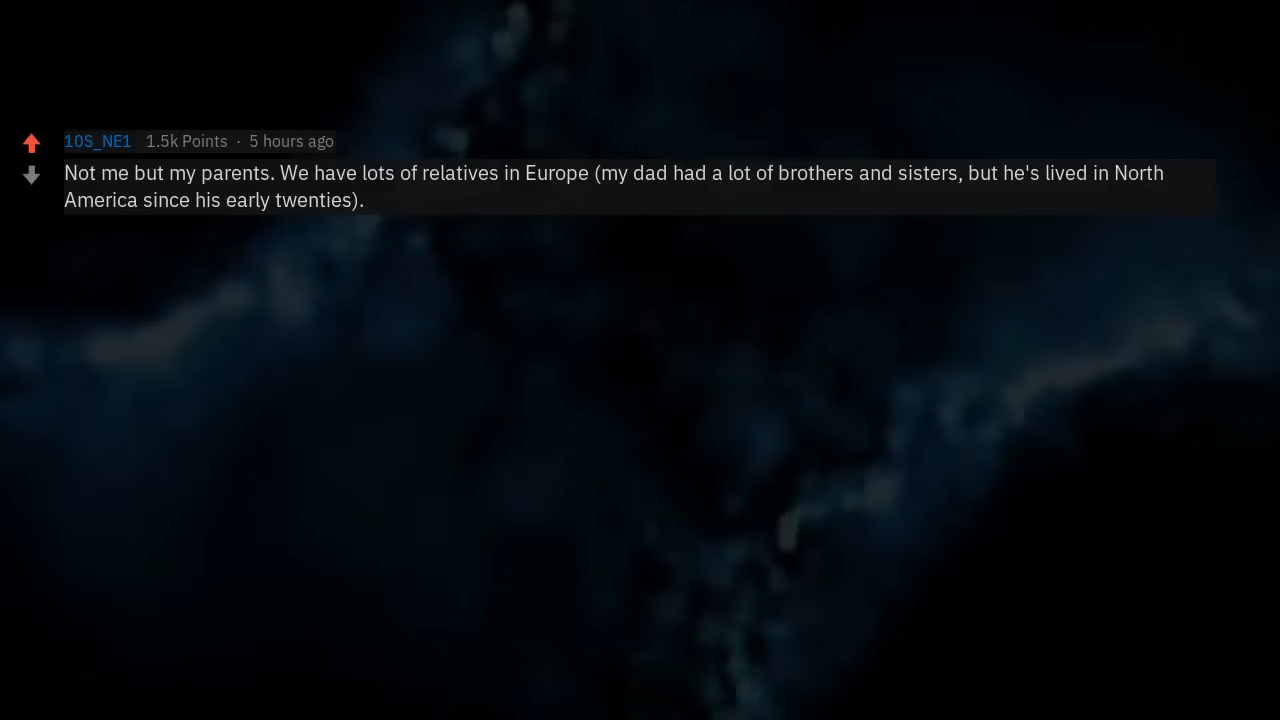 10S_NE1 1.5k Points · 5 hours ago
Not me but my parents. We have lots of relatives in Europe (my dad had a lot of brothers and sisters, but he's lived in North
America since his early twenties).